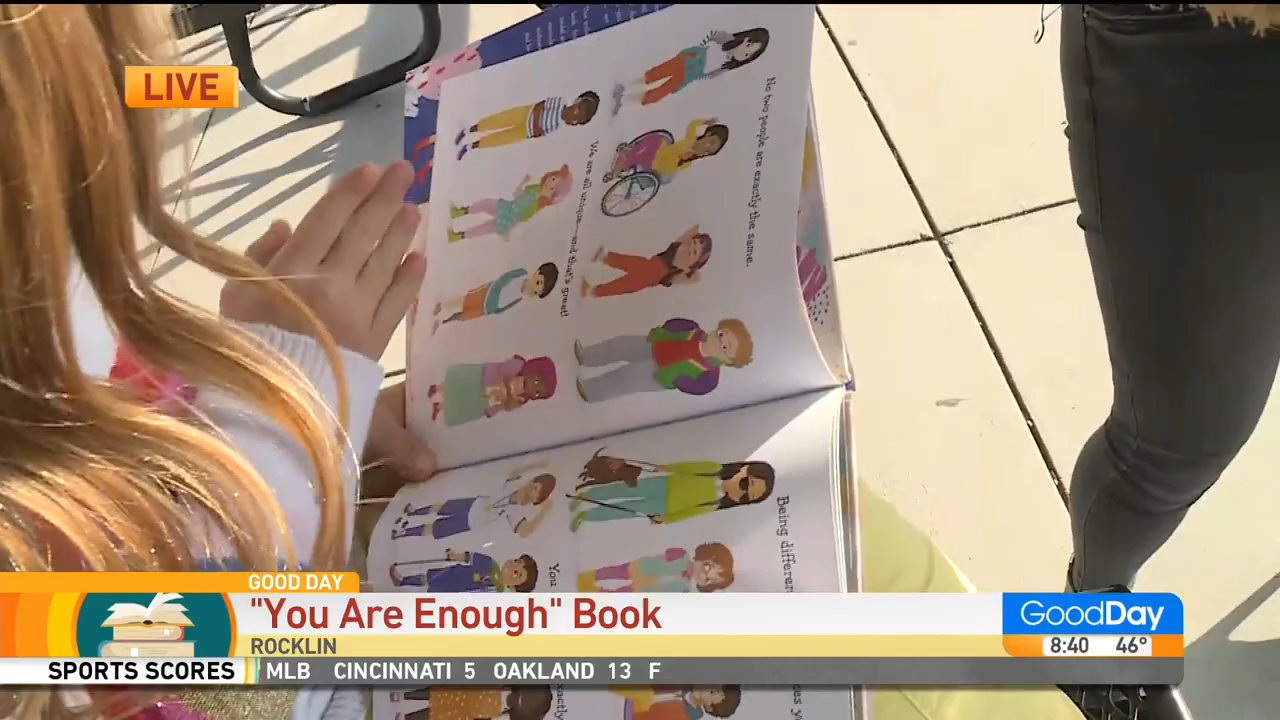 LIVE
No two people are exactly the same.
We are all unique—and that's great!
Being
You
GOOD DAY
"You Are Enough" Book
ROCKLIN
GoodDay
8:40 46°
SPORTS SCORES MLB CINCINNATI 5 OAKLAND 13 F